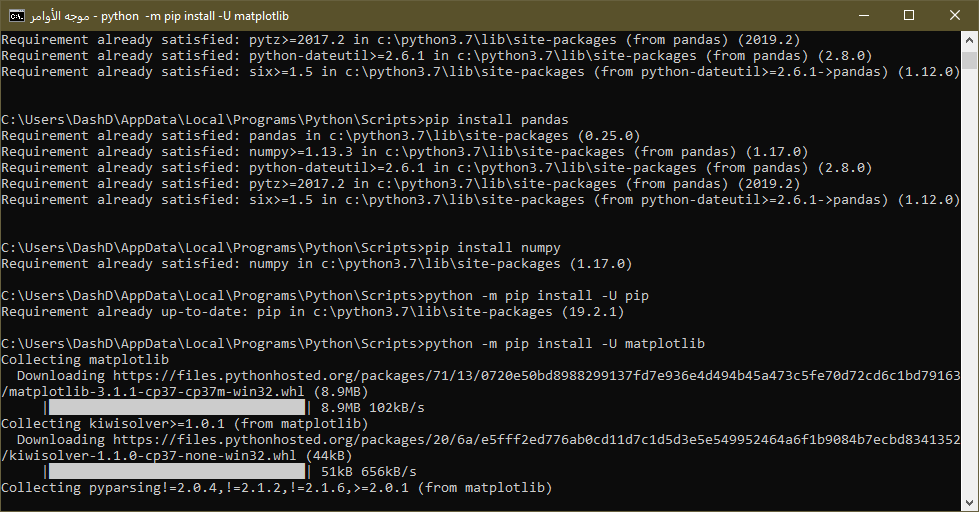 موجه الأوامر - python  -m pip install -U matplotlib
Requirement already satisfied: pytz>=2017.2 in c:\python3.7\lib\site-packages (from pandas) (2019.2)
Requirement already satisfied: python-dateutil>=2.6.1 in c:\python3.7\lib\site-packages (from pandas) (2.8.0)
Requirement already satisfied: six>=1.5 in c:\python3.7\lib\site-packages (from python-dateutil>=2.6.1->pandas) (1.12.0)
C:\Users\DashD\AppData\Local\Programs\Python\Scripts>pip install pandas
Requirement already satisfied: pandas in c:\python3.7\lib\site-packages (0.25.0)
Requirement already satisfied: numpy>=1.13.3 in c:\python3.7\lib\site-packages (from pandas) (1.17.0)
Requirement already satisfied: python-dateutil>=2.6.1 in c:\python3.7\lib\site-packages (from pandas) (2.8.0)
Requirement already satisfied: pytz>=2017.2 in c:\python3.7\lib\site-packages (from pandas) (2019.2)
Requirement already satisfied: six>=1.5 in c:\python3.7\lib\site-packages (from python-dateutil>=2.6.1->pandas) (1.12.0)
C:\Users\DashD\AppData\Local\Programs\Python\Scripts>pip install numpy
Requirement already satisfied: numpy in c:\python3.7\lib\site-packages (1.17.0)
C:\Users\DashD\AppData\Local\Programs\Python\Scripts>python -m pip install -U pip
Requirement already up-to-date: pip in c:\python3.7\lib\site-packages (19.2.1)
C:\Users\DashD\AppData\Local\Programs\Python\Scripts>python -m pip install -U matplotlib
Collecting matplotlib
  Downloading https://files.pythonhosted.org/packages/71/13/0720e50bd8988299137fd7e936e4d494b45a473c5fe70d72cd6c1bd79163
/matplotlib-3.1.1-cp37-cp37m-win32.whl (8.9MB)
     |████████████████████████████████| 8.9MB 102kB/s
Collecting kiwisolver>=1.0.1 (from matplotlib)
  Downloading https://files.pythonhosted.org/packages/20/6a/e5fff2ed776ab0cd11d7c1d5d3e5e549952464a6f1b9084b7ecbd8341352
/kiwisolver-1.1.0-cp37-none-win32.whl (44kB)
     |████████████████████████████████| 51kB 656kB/s
Collecting pyparsing!=2.0.4,!=2.1.2,!=2.1.6,>=2.0.1 (from matplotlib)